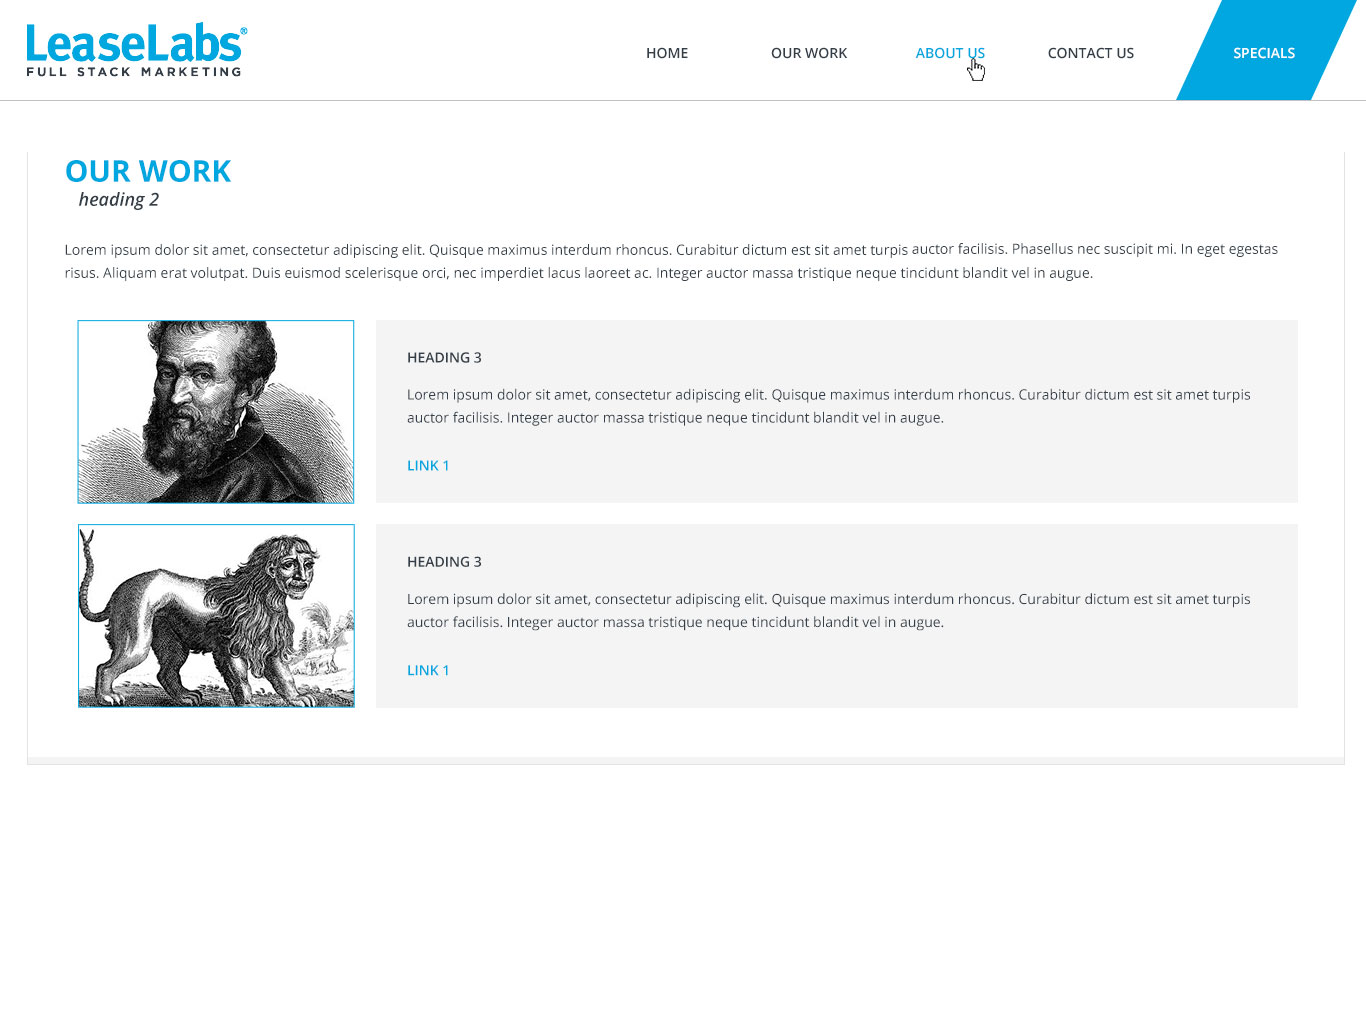 LeaseLabs®
FULL STACK MARKETING
HOME
OUR WORK
ABOUT US
CONTACT US
SPECIALS
OUR WORK
heading 2
Lorem ipsum dolor sit amet, consectetur adipiscing elit. Quisque maximus interdum rhoncus. Curabitur dictum est sit amet turpis auctor facilisis. Phasellus nec suscipit mi. In eget egestas
risus. Aliquam erat volutpat. Duis euismod scelerisque orci, nec imperdiet lacus laoreet ac. Integer auctor massa tristique neque tincidunt blandit vel in augue.
HEADING 3
Lorem ipsum dolor sit amet, consectetur adipiscing elit. Quisque maximus interdum rhoncus. Curabitur dictum est sit amet turpis
auctor facilisis. Integer auctor massa tristique neque tincidunt blandit vel in augue.
LINK 1
HEADING 3
Lorem ipsum dolor sit amet, consectetur adipiscing elit. Quisque maximus interdum rhoncus. Curabitur dictum est sit amet turpis
auctor facilisis. Integer auctor massa tristique neque tincidunt blandit vel in augue.
LINK 1